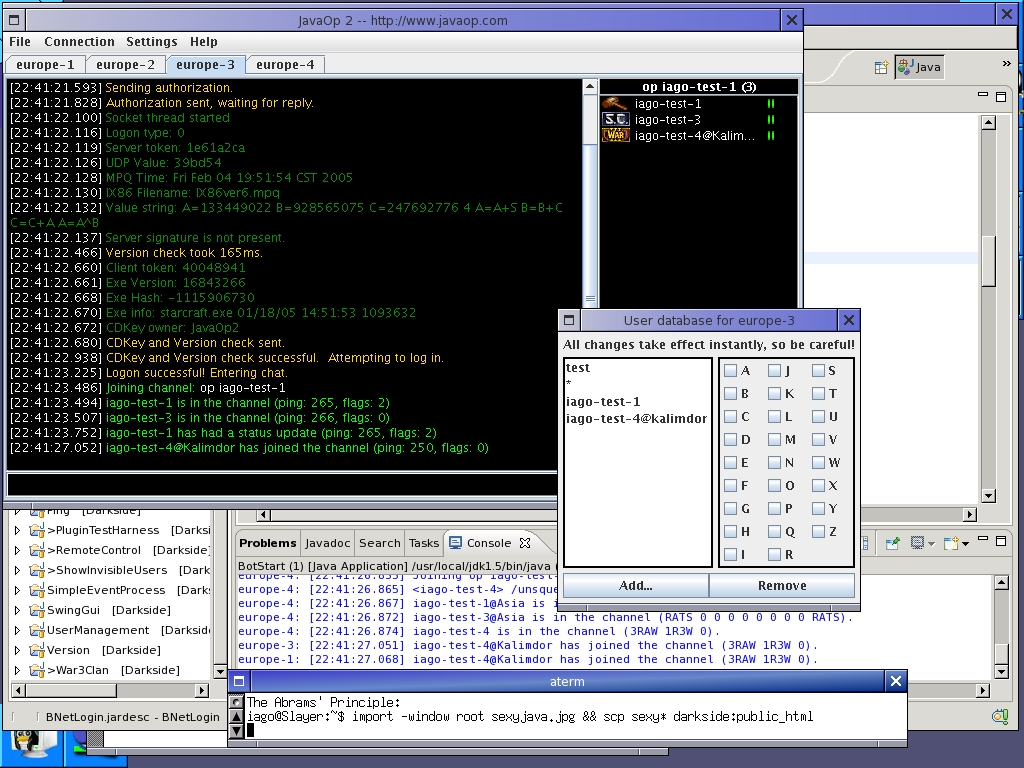 JavaOp 2 -- http://www.javaop.com
File Connection Settings Help
europe-1 europe-2 europe-3 europe-4
[22:41:21.593] Sending authorization.
[22:41:21.828] Authorization sent, waiting for reply.
[22:41:22.100] Socket thread started
[22:41:22.116] Logon type: 0
[22:41:22.119] Server token: 1e61a2ca
[22:41:22.126] UDP Value: 39bd54
[22:41:22.128] MPQ Time: Fri Feb 04 19:51:54 CST 2005
[22:41:22.130] IX86 Filename: IX86ver6.mpq
[22:41:22.132] Value string: A=133449022 B=928565075 C=247692776 4 A=A+S B=B+C
C=C+A A=A^B
[22:41:22.137] Server signature is not present.
[22:41:22.466] Version check took 165ms.
[22:41:22.660] Client token: 40048941
[22:41:22.661] Exe Version: 16843266
[22:41:22.668] Exe Hash: -1115906730
[22:41:22.670] Exe info: starcraft.exe 01/18/05 14:51:53 1093632
[22:41:22.672] CDKey owner: JavaOp2
[22:41:22.680] CDKey and Version check sent.
[22:41:22.938] CDKey and Version check successful. Attempting to log in.
[22:41:23.225] Logon successful! Entering chat.
[22:41:23.486] Joining channel: op iago-test-1
[22:41:23.494] iago-test-1 is in the channel (ping: 265, flags: 2)
[22:41:23.507] iago-test-3 is in the channel (ping: 266, flags: 0)
[22:41:23.752] iago-test-1 has had a status update (ping: 265, flags: 2)
[22:41:27.052] iago-test-4@Kalimdor has joined the channel (ping: 250, flags: 0)
op iago-test-1 (3)
iago-test-1
S.C. iago-test-3
WAR iago-test-4@Kalim...
Java
»
User database for europe-3
All changes take effect instantly, so be careful!
test
*
iago-test-1
iago-test-4@kalimdor
A J S
B K T
C L U
D M V
E N W
F O X
G P Y
H Q Z
I R
Add... Remove
Ping [Darkside]
>PluginTestHarness [Darksi
>RemoteControl [Darkside]
>ShowInvisibleUsers [Dark
SimpleEventProcess [Darks
SwingGui [Darkside]
UserManagement [Darkside
Version [Darkside]
>War3Clan [Darkside]
BNetLogin.jardesc - BNetLogin
Problems Javadoc Search Tasks Console
BotStart (1) [Java Application] /usr/local/jdk1.5/bin/java (
europe-4: [22:41:26.855] Joining op iago-test-
europe-4: [22:41:26.865] <iago-test-4> /unsque
europe-4: [22:41:26.867] iago-test-1@Asia is i
europe-4: [22:41:26.872] iago-test-3@Asia is in the channel (RATS 0 0 0 0 0 0 0 0 RATS).
europe-4: [22:41:26.874] iago-test-4 is in the channel (3RAW 1R3W 0).
europe-3: [22:41:27.051] iago-test-4@Kalimdor has joined the channel (3RAW 1R3W 0).
europe-1: [22:41:27.068] iago-test-4@Kalimdor has joined the channel (3RAW 1R3W 0).
aterm
The Abrams' Principle:
iago@Slayer:~$ import -window root sexyjava.jpg && scp sexy* darkside:public_html